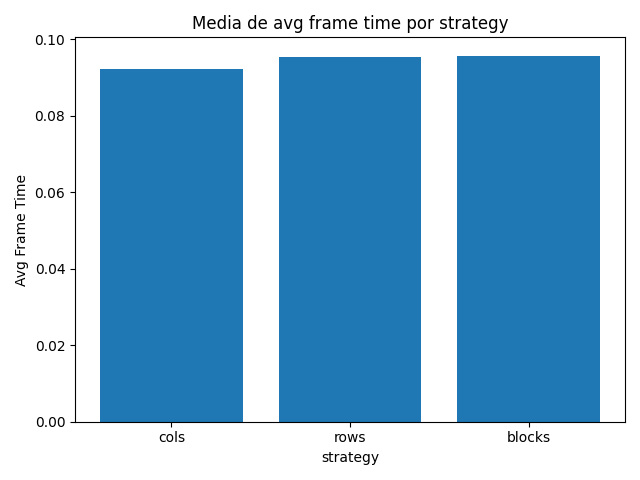 Media de avg frame time por strategy
Avg Frame Time
0.10
0.08
0.06
0.04
0.02
0.00
cols rows blocks
strategy